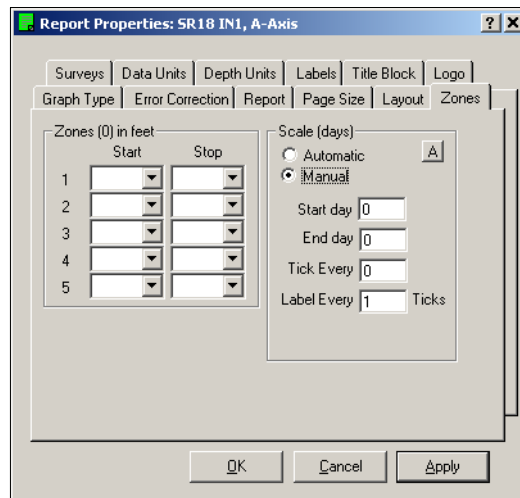 Report Properties: SR18 IN1, A-Axis
Surveys Data Units Depth Units Labels Title Block Logo
Graph Type Error Correction Report Page Size Layout Zones
Zones (0) in feet
Start Stop
1
2
3
4
5
Scale (days)
Automatic A
Manual
Start day 0
End day 0
Tick Every 0
Label Every 1 Ticks
OK Cancel Apply